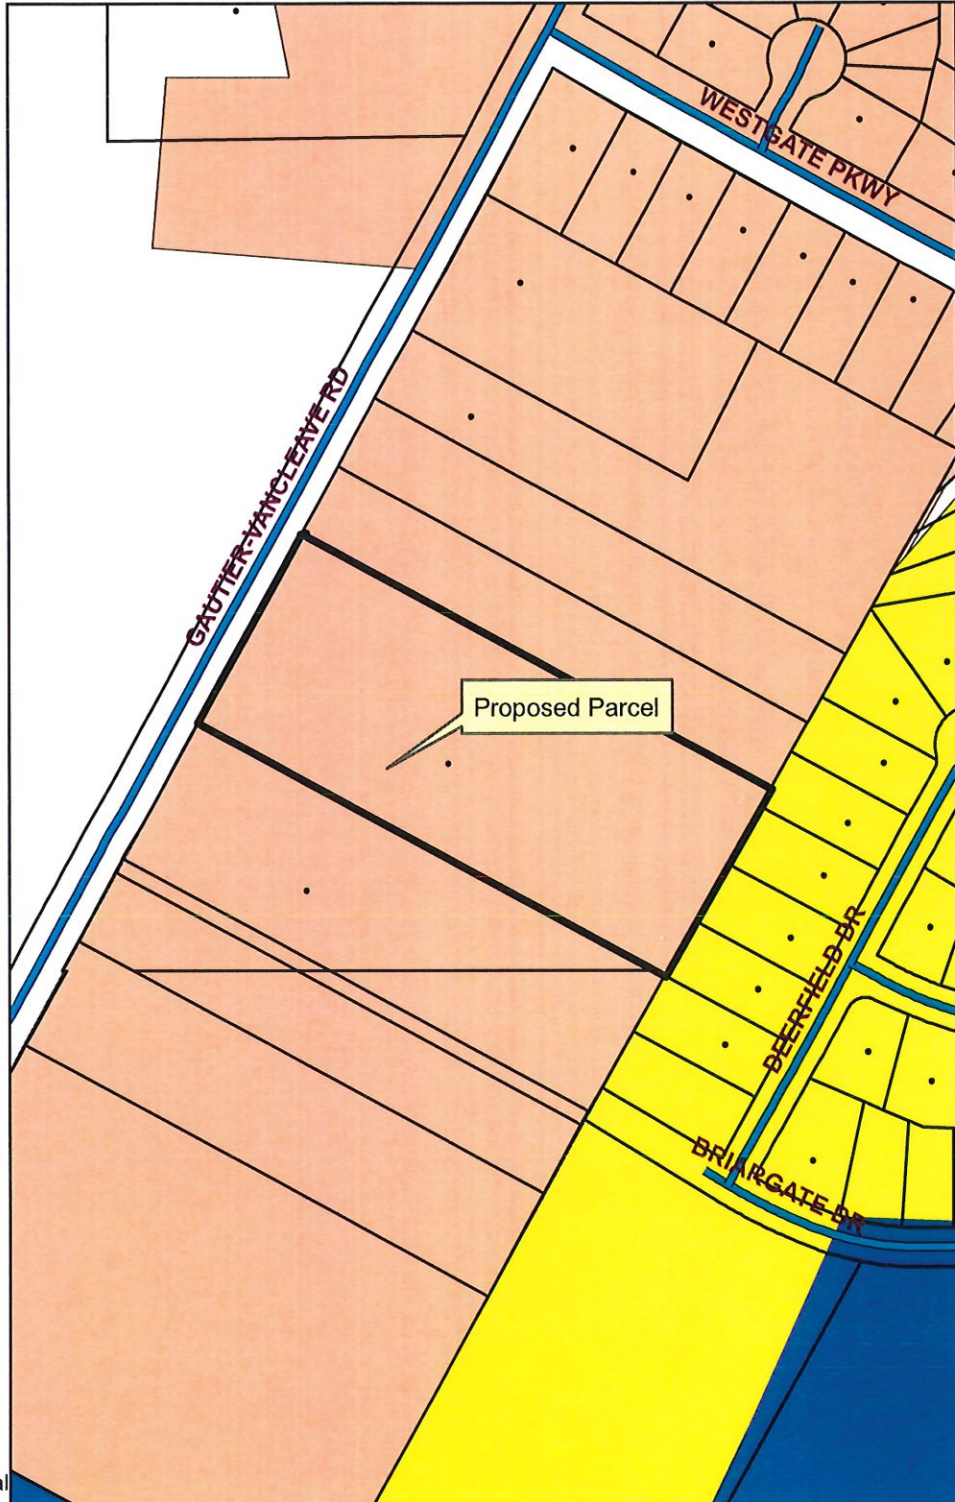 WESTGATE PKWY
GAUTIER-VANCLEAVE RD
Proposed Parcel
DEERFIELD DR
BRIARGATE DR